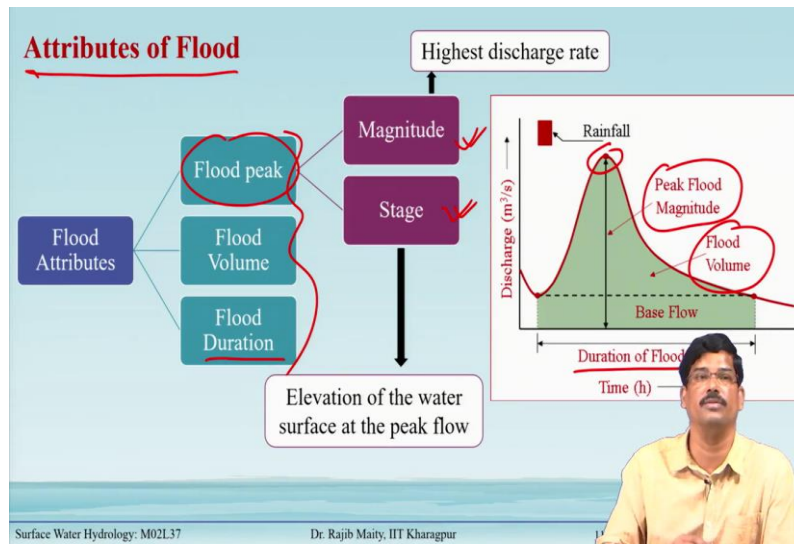 Attributes of Flood
Highest discharge rate
Flood peak
Magnitude
Stage
Flood
Attributes
Flood
Volume
Flood
Duration
Elevation of the water
surface at the peak flow
Rainfall
Discharge (m³/s)
Peak Flood
Magnitude
Flood
Volume
Base Flow
Duration of Flood
Time (h)
Surface Water Hydrology: M02L37
Dr. Rajib Maity, IIT Kharagpur